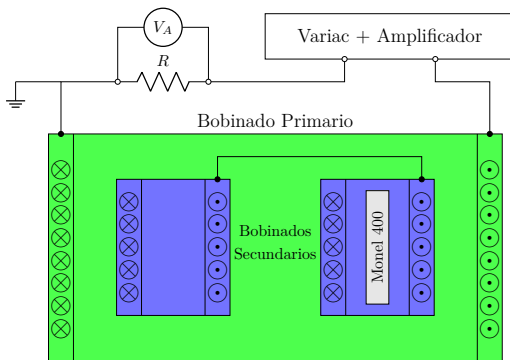 V_A
Variac + Amplificador
R
Bobinado Primario
Bobinados
Secundarios
Monel 400